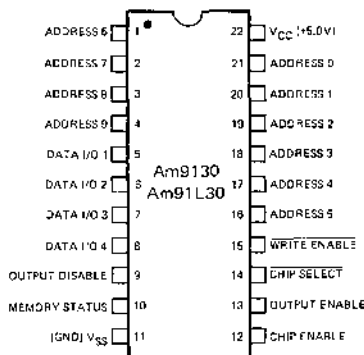 ADDRESS 6 1 22 VCC (+5.0V)
ADDRESS 7 2 21 ADDRESS 0
ADDRESS 8 3 20 ADDRESS 1
ADDRESS 9 4 19 ADDRESS 2
DATA I/O 1 5 18 ADDRESS 3
Am9130
DATA I/O 2 6 17 ADDRESS 4
Am91L30
DATA I/O 3 7 16 ADDRESS 5
DATA I/O 4 8 15 WRITE ENABLE
OUTPUT DISABLE 9 14 CHIP SELECT
MEMORY STATUS 10 13 OUTPUT ENABLE
(GND) VSS 11 12 CHIP ENABLE